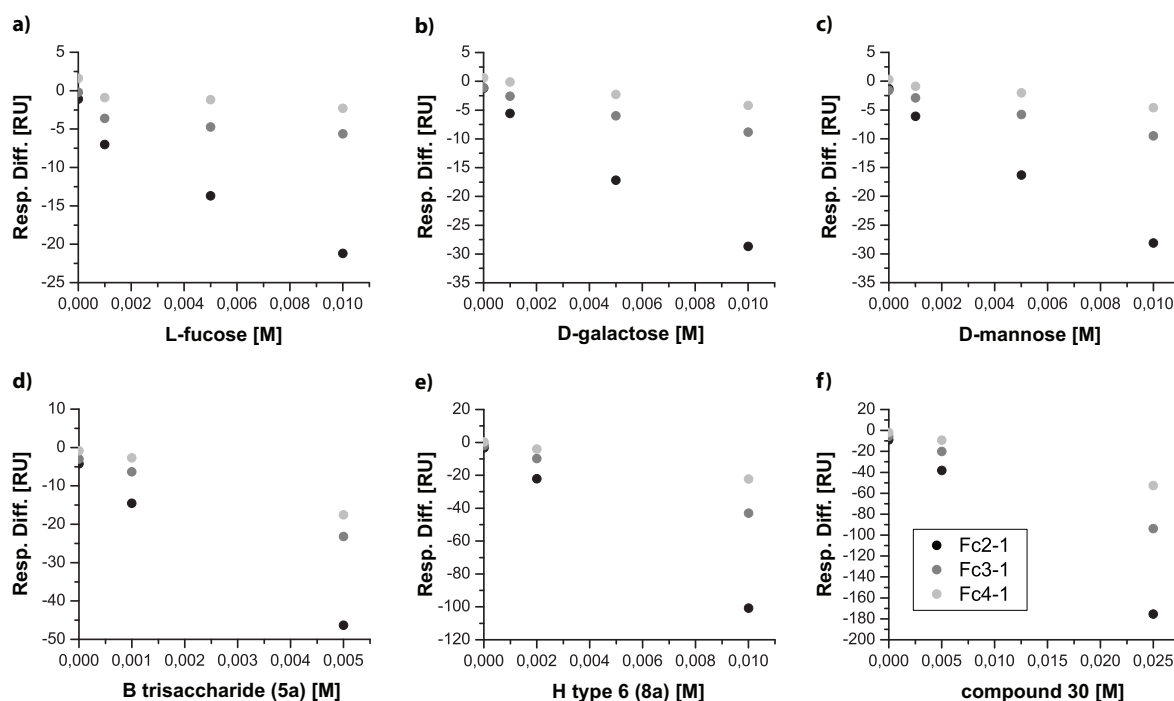 a)
5
0
-5
-10
-15
-20
-25
Resp. Diff. [RU]
0,000 0,002 0,004 0,006 0,008 0,010
L-fucose [M]
b)
5
0
-5
-10
-15
-20
-25
-30
-35
Resp. Diff. [RU]
0,000 0,002 0,004 0,006 0,008 0,010
D-galactose [M]
c)
5
0
-5
-10
-15
-20
-25
-30
-35
Resp. Diff. [RU]
0,000 0,002 0,004 0,006 0,008 0,010
D-mannose [M]
d)
10
0
-10
-20
-30
-40
-50
Resp. Diff. [RU]
0,000 0,001 0,002 0,003 0,004 0,005
B trisaccharide (5a) [M]
e)
20
0
-20
-40
-60
-80
-100
-120
Resp. Diff. [RU]
0,000 0,002 0,004 0,006 0,008 0,010
H type 6 (8a) [M]
f)
20
0
-20
-40
-60
-80
-100
-120
-140
-160
-180
-200
Resp. Diff. [RU]
Fc2-1
Fc3-1
Fc4-1
0,000 0,005 0,010 0,015 0,020 0,025
compound 30 [M]